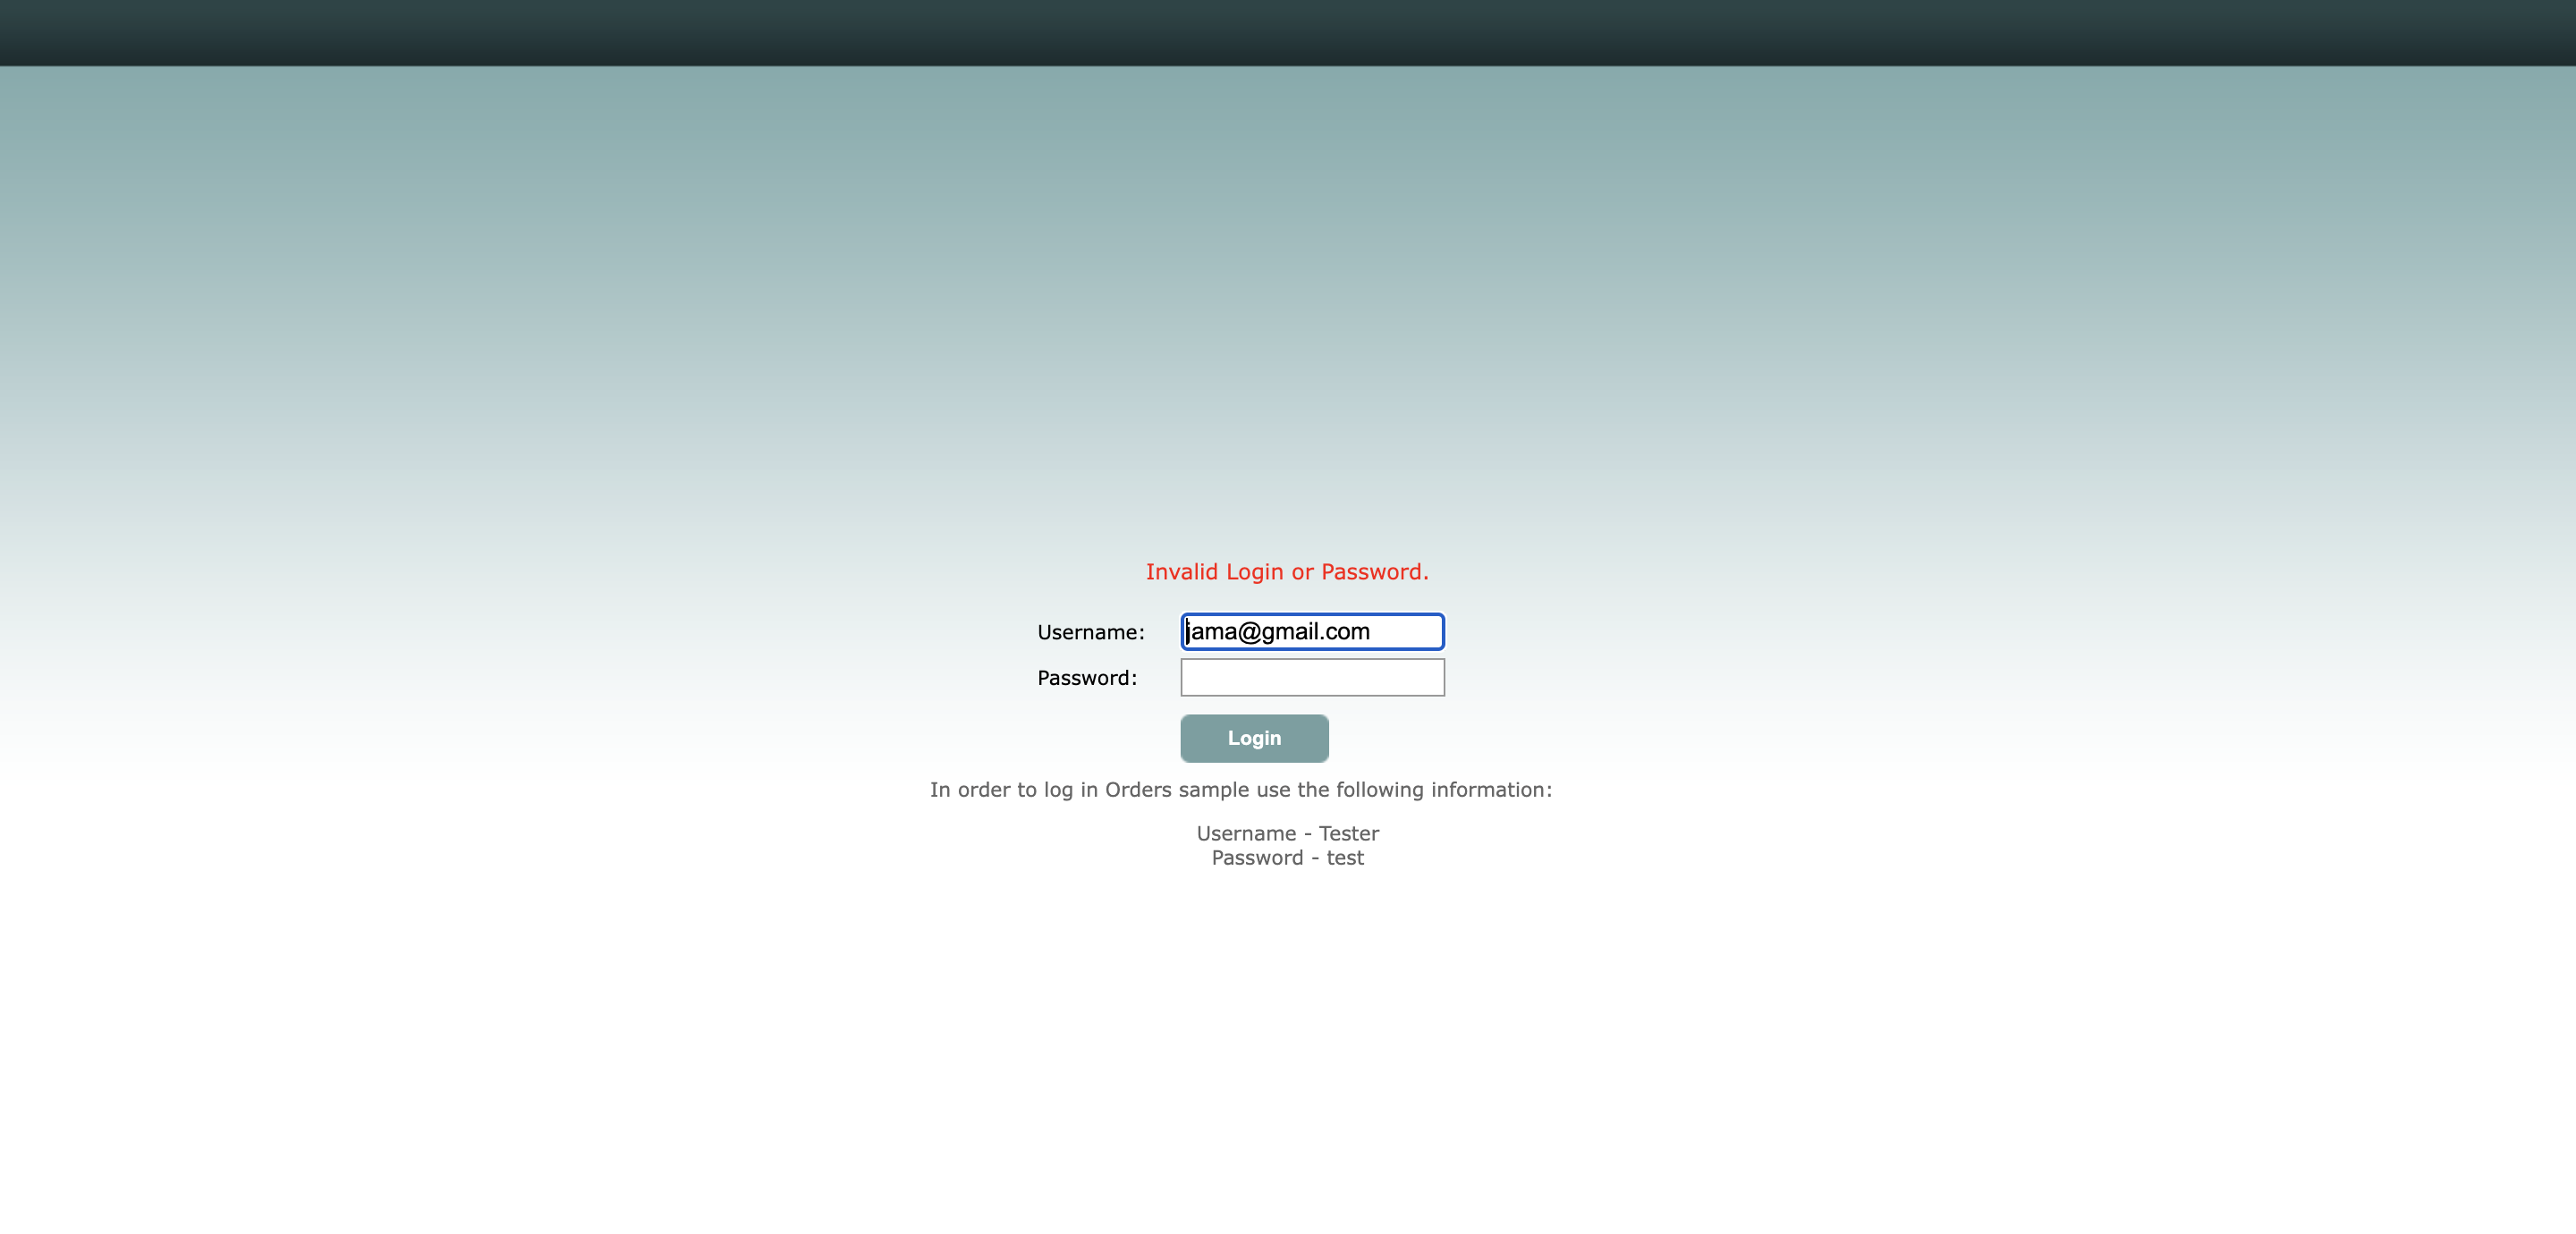 Invalid Login or Password.
Username: jama@gmail.com
Password:
Login
In order to log in Orders sample use the following information:
Username - Tester
Password - test